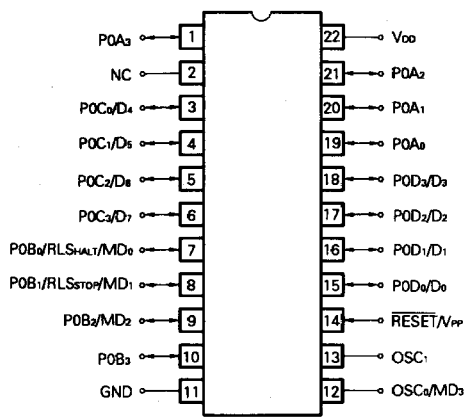 P0A₃ 1 22 VDD
NC 2 21 P0A₂
P0C₀/D₄ 3 20 P0A₁
P0C₁/D₅ 4 19 P0A₀
P0C₂/D₆ 5 18 P0D₃/D₃
P0C₃/D₇ 6 17 P0D₂/D₂
P0B₀/RLSHALT/MD₀ 7 16 P0D₁/D₁
P0B₁/RLSSTOP/MD₁ 8 15 P0D₀/D₀
P0B₂/MD₂ 9 14 RESET/VPP
P0B₃ 10 13 OSC₁
GND 11 12 OSC₀/MD₃